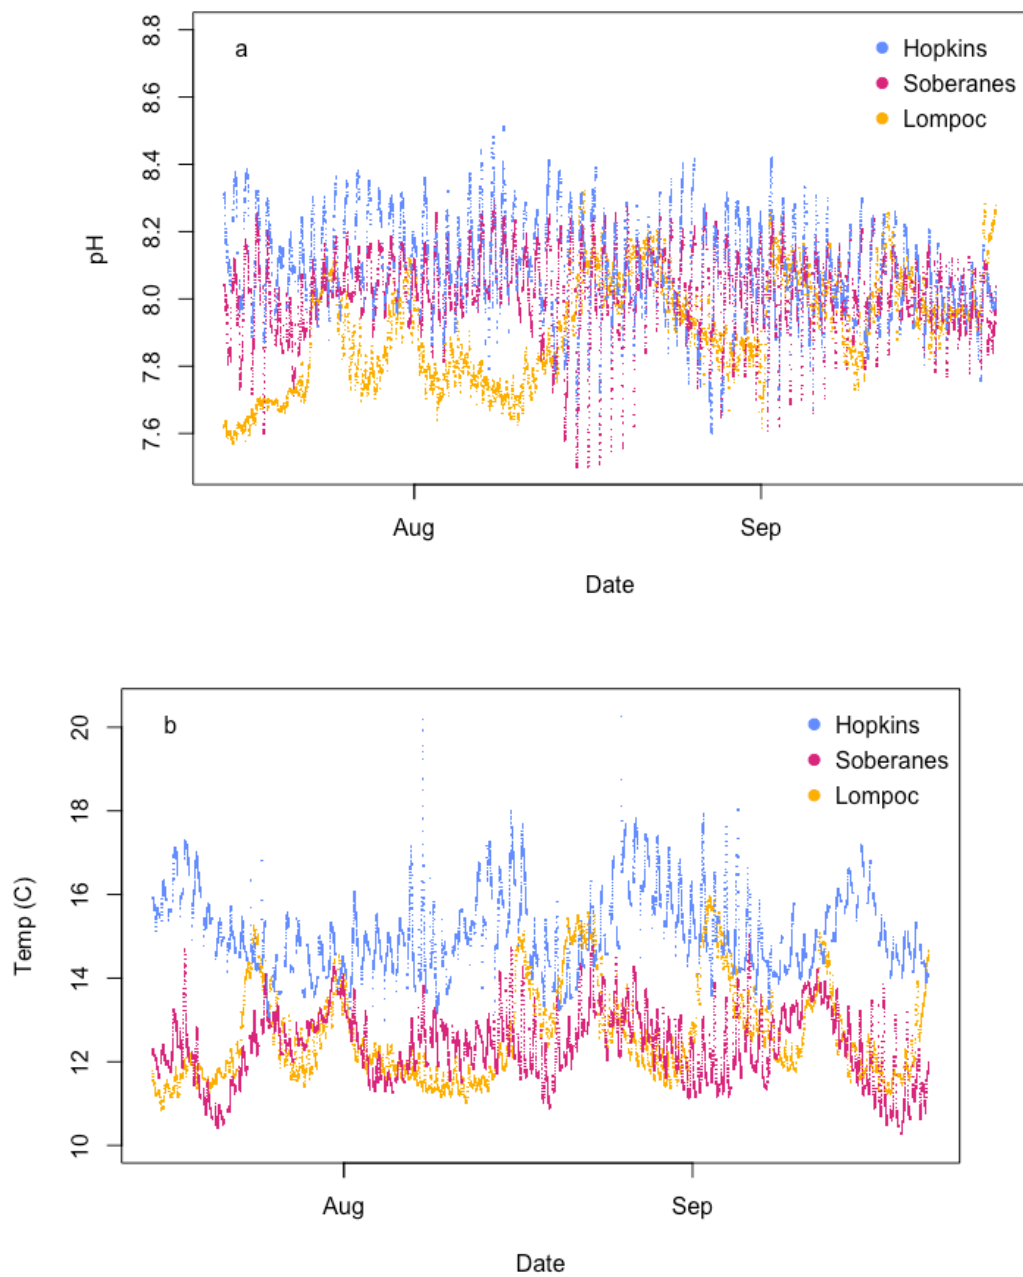 a
Hopkins
Soberanes
Lompoc
8.8
8.6
8.4
8.2
8.0
7.8
7.6
pH
Aug
Sep
Date
b
Hopkins
Soberanes
Lompoc
20
18
16
14
12
10
Temp (C)
Aug
Sep
Date